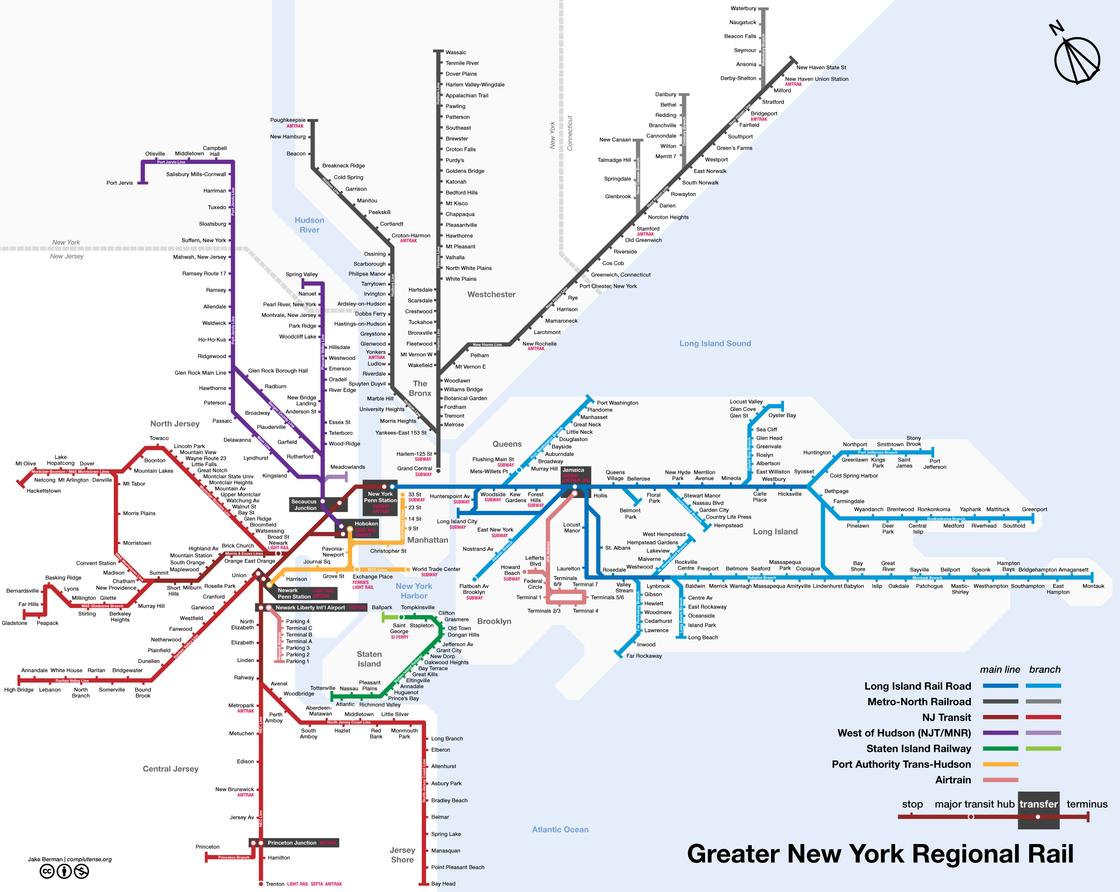 Waterbury
Naugatuck
Beacon Falls
Seymour
Ansonia
Derby-Shelton
N
New Haven State St
New Haven Union Station
AMTRAK
Milford
Stratford
Bridgeport
AMTRAK
Fairfield
Southport
Green's Farms
Westport
East Norwalk
South Norwalk
Rowayton
Darien
Noroton Heights
Stamford
AMTRAK
Old Greenwich
Riverside
Cos Cob
Greenwich, Connecticut
Port Chester, New York
Rye
Harrison
Mamaroneck
Larchmont
New Rochelle
AMTRAK
Pelham
Mt Vernon E
New Haven Line
Danbury
Bethel
Redding
Branchville
Cannondale
Wilton
Merritt 7
New Canaan
Talmadge Hill
Springdale
Glenbrook
New York
Connecticut
Wassaic
Tenmile River
Dover Plains
Harlem Valley-Wingdale
Appalachian Trail
Pawling
Patterson
Southeast
Brewster
Croton Falls
Purdy's
Goldens Bridge
Katonah
Bedford Hills
Mt Kisco
Chappaqua
Pleasantville
Hawthorne
Mt Pleasant
Valhalla
North White Plains
White Plains
Hartsdale
Scarsdale
Crestwood
Tuckahoe
Bronxville
Fleetwood
Mt Vernon W
Wakefield
Woodlawn
Williams Bridge
Botanical Garden
Fordham
Tremont
Melrose
Harlem-125 St
SUBWAY
Grand Central
SUBWAY
Westchester
The
Bronx
Poughkeepsie
AMTRAK
New Hamburg
Beacon
Breakneck Ridge
Cold Spring
Garrison
Manitou
Peekskill
Cortlandt
Croton-Harmon
AMTRAK
Ossining
Scarborough
Philipse Manor
Tarrytown
Irvington
Ardsley-on-Hudson
Dobbs Ferry
Hastings-on-Hudson
Greystone
Glenwood
Yonkers
AMTRAK
Ludlow
Riverdale
Spuyten Duyvil
Marble Hill
University Heights
Morris Heights
Yankees-East 153 St
Hudson
River
Otisville
Middletown
Campbell
Hall
Port Jervis Line
Port Jervis
Salisbury Mills-Cornwall
Harriman
Tuxedo
Sloatsburg
Suffern, New York
New York
New Jersey
Mahwah, New Jersey
Ramsey Route 17
Ramsey
Allendale
Waldwick
Ho-Ho-Kus
Ridgewood
Glen Rock Main Line
Hawthorne
Paterson
Passaic
Delawanna
Lyndhurst
Kingsland
Glen Rock Borough Hall
Radburn
Broadway
Plauderville
Garfield
Rutherford
Spring Valley
Nanuet
Pearl River, New York
Montvale, New Jersey
Park Ridge
Woodcliff Lake
Hillsdale
Westwood
Emerson
Oradell
River Edge
New Bridge
Landing
Anderson St
Essex St
Teterboro
Wood-Ridge
Meadowlands
Secaucus
Junction
New York
Penn Station
Hoboken
North Jersey
Mt Olive
Lake
Hopatcong
Dover
Netcong
Mt Arlington
Denville
Hackettstown
Towaco
Lincoln Park
Mountain View
Wayne Route 23
Little Falls
Great Notch
Montclair State Univ
Montclair Heights
Mountain Av
Upper Montclair
Watchung Av
Walnut St
Bay St
Glen Ridge
Bloomfield
Watsessing
Broad St
Newark
LIGHT RAIL
Mountain Lakes
Mt Tabor
Morris Plains
Morristown
Convent Station
Madison
Chatham
Summit
Short Hills
Millburn
Maplewood
South Orange
Mountain Station
Highland Av
Orange
Brick Church
East Orange
Basking Ridge
Bernardsville
Far Hills
Gladstone
Peapack
Lyons
Millington
Stirling
Gillette
Berkeley
Heights
New Providence
Murray Hill
M&E Gladstone Branch
Union
Roselle Park
Cranford
Garwood
Westfield
Fanwood
Netherwood
Plainfield
Dunellen
Bound
Brook
Bridgewater
Somerville
Raritan
North
Branch
White House
Lebanon
Annandale
High Bridge
Raritan Valley Line
Newark
Penn Station
Newark Liberty Int'l Airport
Harrison
Journal Sq
Grove St
Pavonia-
Newport
Exchange Place
FERRIES
LIGHT RAIL
World Trade Center
SUBWAY
Christopher St
9 St
14 St
23 St
33 St
SUBWAY
Manhattan
New York
Harbor
North
Elizabeth
Elizabeth
Linden
Rahway
Parking 4
Terminal C
Terminal B
Terminal A
Parking 3
Parking 2
Parking 1
Avenel
Woodbridge
Perth
Amboy
South
Amboy
Aberdeen-
Matawan
Hazlet
Middletown
Red
Bank
Little Silver
Monmouth
Park
North Jersey Coast Line
Long Branch
Elberon
Allenhurst
Asbury Park
Bradley Beach
Belmar
Spring Lake
Manasquan
Point Pleasant Beach
Bay Head
Jersey
Shore
Metropark
AMTRAK
Metuchen
Edison
New Brunswick
AMTRAK
Jersey Av
Princeton Junction
Princeton
Princeton Branch
Hamilton
Trenton LIGHT RAIL SEPTA AMTRAK
Central Jersey
Staten
Island
Ballpark
Tompkinsville
Saint
George
SI FERRY
Stapleton
Clifton
Grasmere
Old Town
Dongan Hills
Jefferson Av
Grant City
New Dorp
Oakwood Heights
Bay Terrace
Great Kills
Eltingville
Annadale
Huguenot
Prince's Bay
Pleasant
Plains
Richmond Valley
Nassau
Atlantic
Tottenville
Queens
Port Washington
Plandome
Manhasset
Great Neck
Little Neck
Douglaston
Bayside
Auburndale
Broadway
Murray Hill
Flushing Main St
SUBWAY
Mets-Willets Pt
Hunterspoint Av
SUBWAY
Long Island City
SUBWAY
Woodside
SUBWAY
Kew
Gardens
Forest
Hills
SUBWAY
Jamaica
East New York
SUBWAY
Nostrand Av
Flatbush Av
Brooklyn
SUBWAY
Brooklyn
Howard
Beach
SUBWAY
Lefferts
Blvd
Federal
Circle
Terminal 1
Terminals
8/9
Terminals 2/3
Terminal 7
Terminals 5/6
Terminal 4
Hollis
Queens
Village
Bellerose
Belmont
Park
Floral
Park
New Hyde
Park
Merrillon
Avenue
Mineola
Stewart Manor
Nassau Blvd
Garden City
Country Life Press
Hempstead
Locust
Manor
Laurelton
Rosedale
St. Albans
West Hempstead
Hempstead Gardens
Lakeview
Malverne
Westwood
Locust Valley
Glen Cove
Glen St
Oyster Bay
Sea Cliff
Glen Head
Greenvale
Roslyn
Albertson
East Williston
Carle
Place
Westbury
Hicksville
Syosset
Cold Spring Harbor
Huntington
Greenlawn
Northport
Kings
Park
Smithtown
Saint
James
Stony
Brook
Port
Jefferson
Port Jefferson Branch
Bethpage
Farmingdale
Pinelawn
Wyandanch
Deer
Park
Brentwood
Central
Islip
Ronkonkoma
Medford
Yaphank
Riverhead
Mattituck
Southold
Greenport
Long Island
Valley
Stream
Gibson
Hewlett
Woodmere
Cedarhurst
Lawrence
Inwood
Far Rockaway
Lynbrook
Rockville
Centre
Centre Av
East Rockaway
Oceanside
Island Park
Long Beach
Baldwin
Freeport
Merrick
Bellmore
Wantagh
Seaford
Massapequa
Massapequa
Park
Amityville
Copiague
Lindenhurst
Babylon
Babylon Branch
Bay
Shore
Islip
Great
River
Oakdale
Sayville
Patchogue
Bellport
Mastic-
Shirley
Speonk
Westhampton
Hampton
Bays
Southampton
Bridgehampton
East
Hampton
Amagansett
Montauk
Montauk Branch
Long Island Sound
Atlantic Ocean
main line
branch
Long Island Rail Road
Metro-North Railroad
NJ Transit
West of Hudson (NJT/MNR)
Staten Island Railway
Port Authority Trans-Hudson
Airtrain
stop
major transit hub
transfer
terminus
Greater New York Regional Rail
Jake Berman | complutense.org